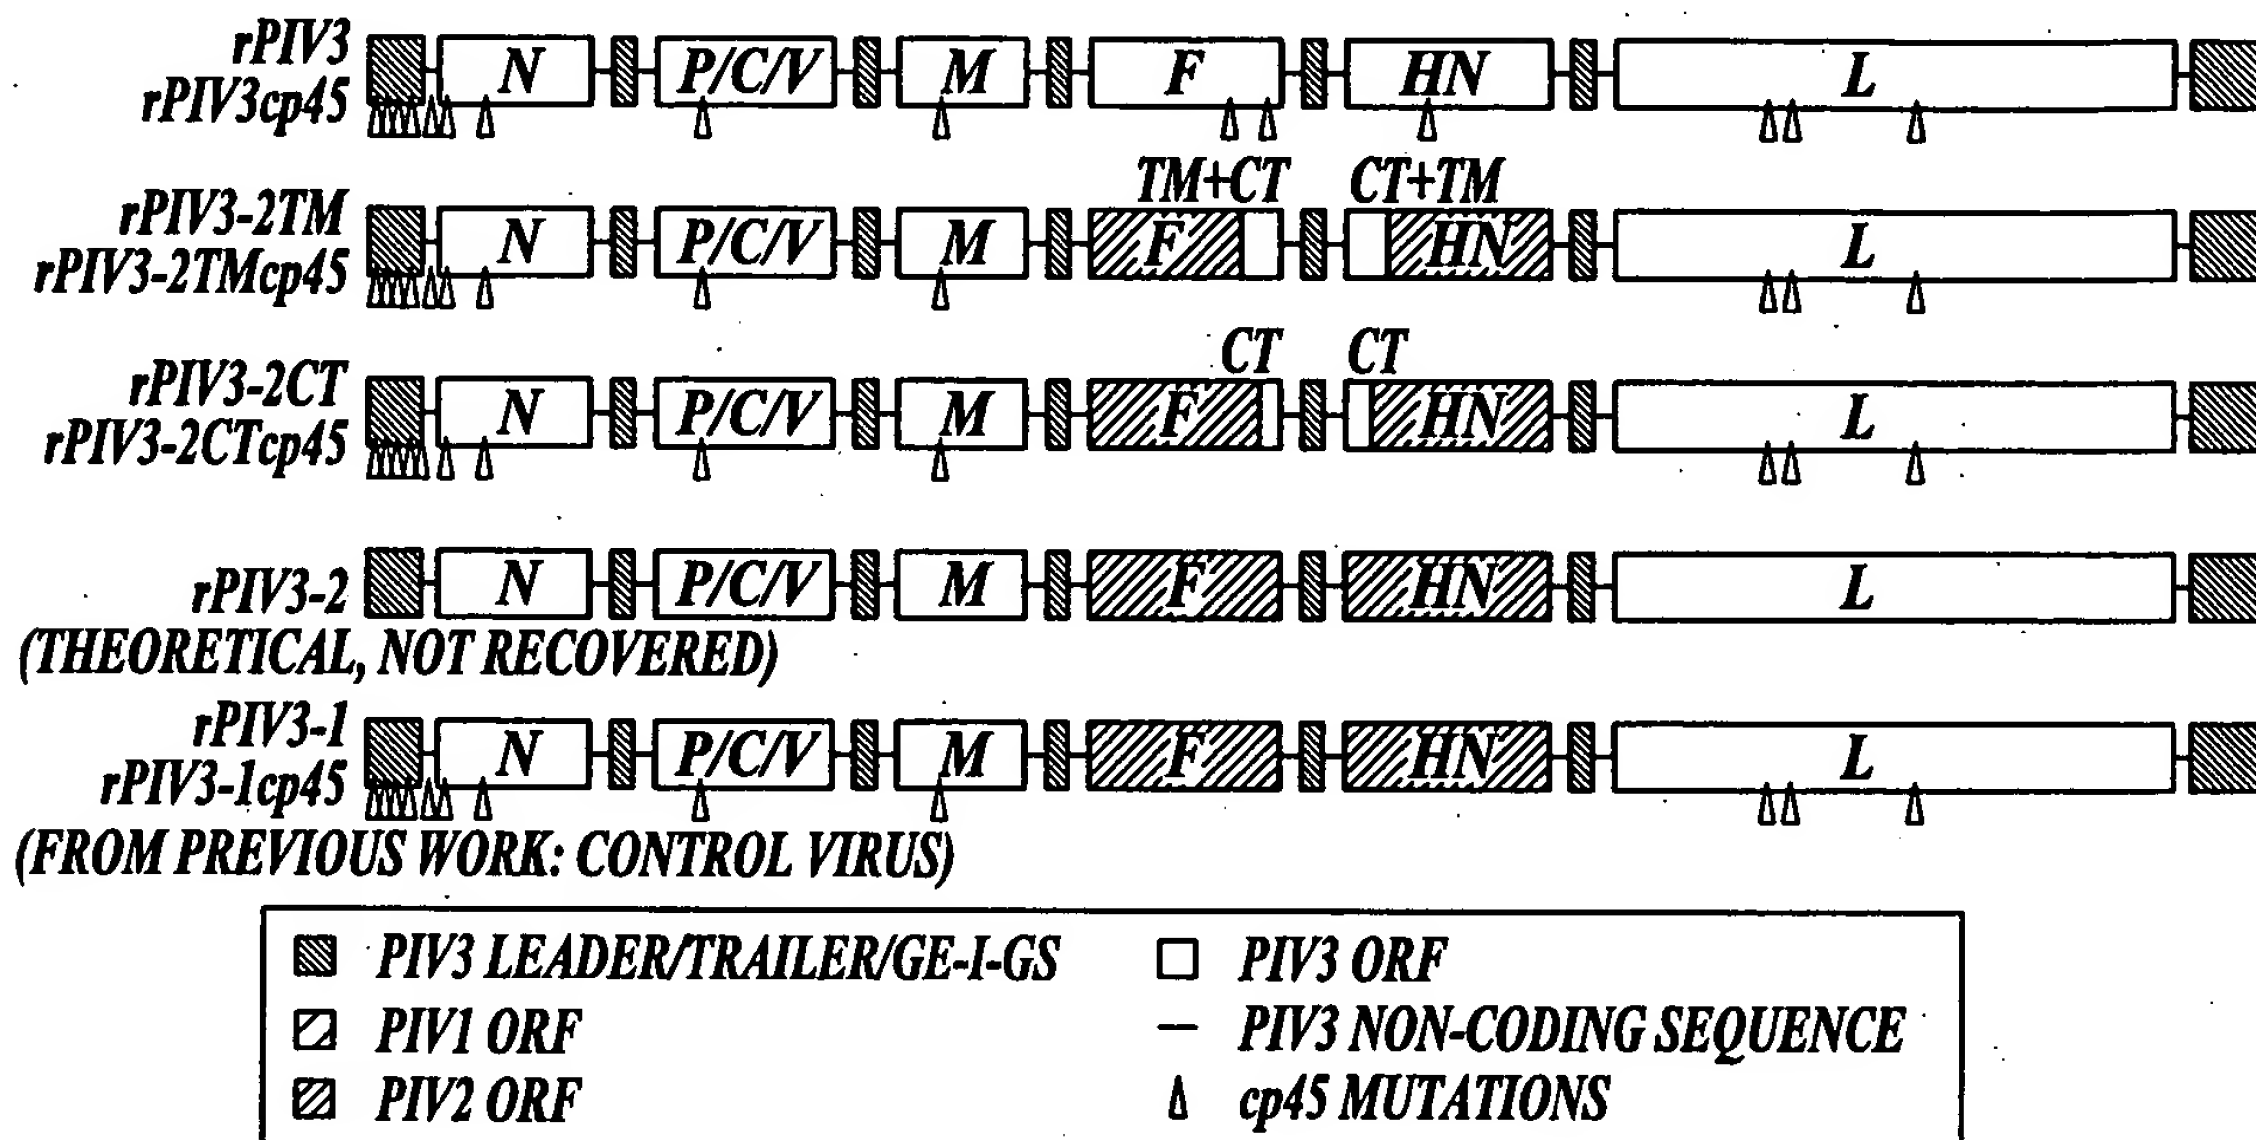 rPIV3
rPIV3cp45
N P/C/V M F HN L
TM+CT CT+TM
rPIV3-2TM
rPIV3-2TMcp45
N P/C/V M F HN L
CT CT
rPIV3-2CT
rPIV3-2CTcp45
N P/C/V M F HN L
rPIV3-2
N P/C/V M F HN L
(THEORETICAL, NOT RECOVERED)
rPIV3-1
rPIV3-1cp45
N P/C/V M F HN L
(FROM PREVIOUS WORK: CONTROL VIRUS)
PIV3 LEADER/TRAILER/GE-I-GS
PIV1 ORF
PIV2 ORF
PIV3 ORF
PIV3 NON-CODING SEQUENCE
cp45 MUTATIONS